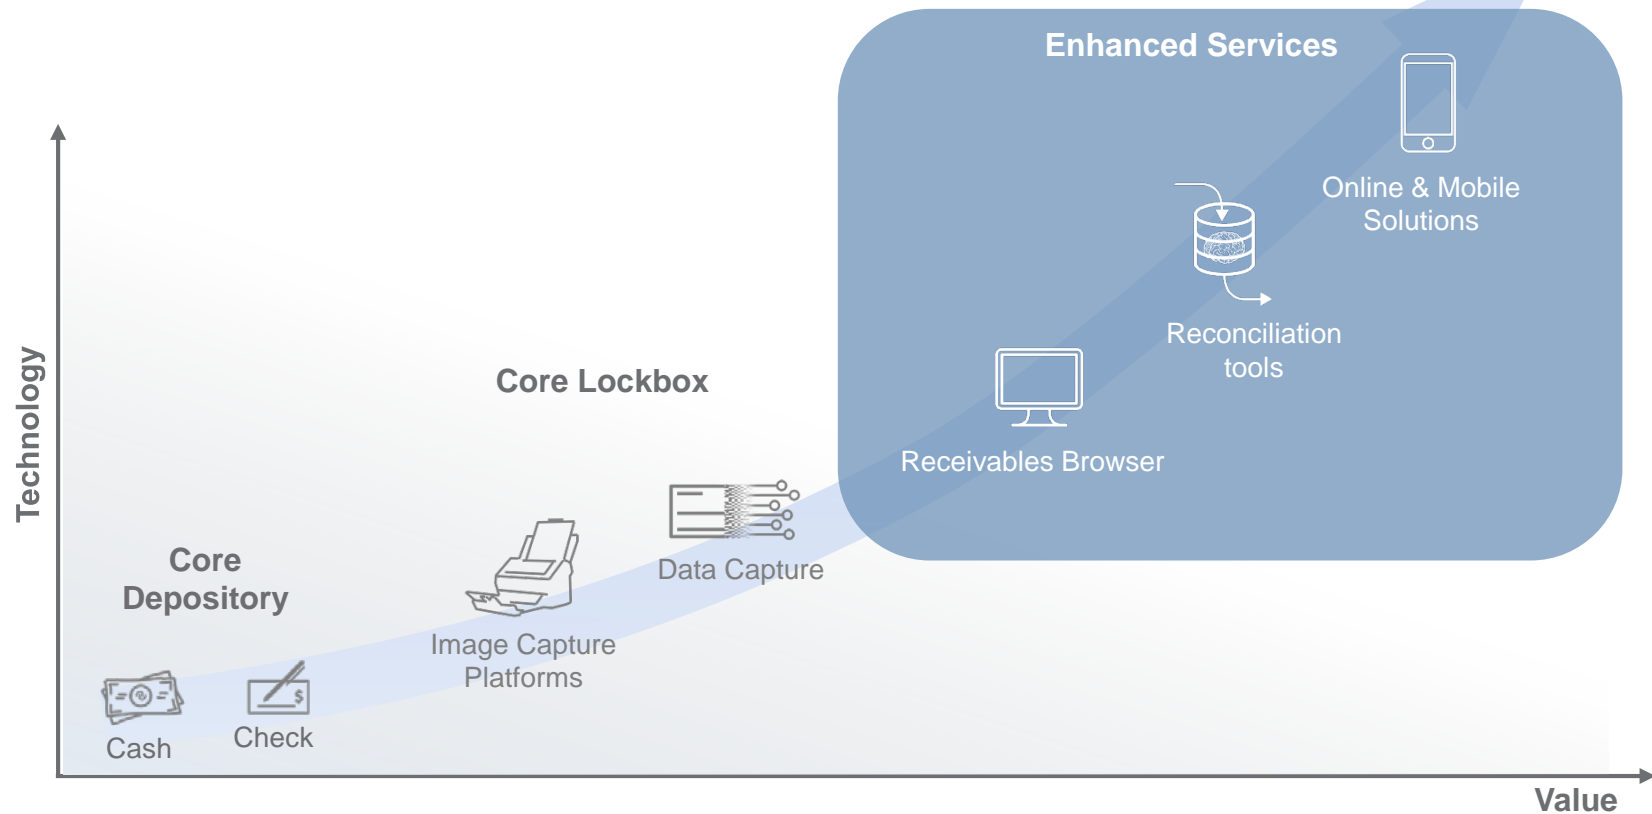 Enhanced Services
Online & Mobile
Solutions
Reconciliation
tools
Receivables Browser
Core Lockbox
Data Capture
Image Capture
Platforms
Core
Depository
$
Cash
Check
Technology
Value